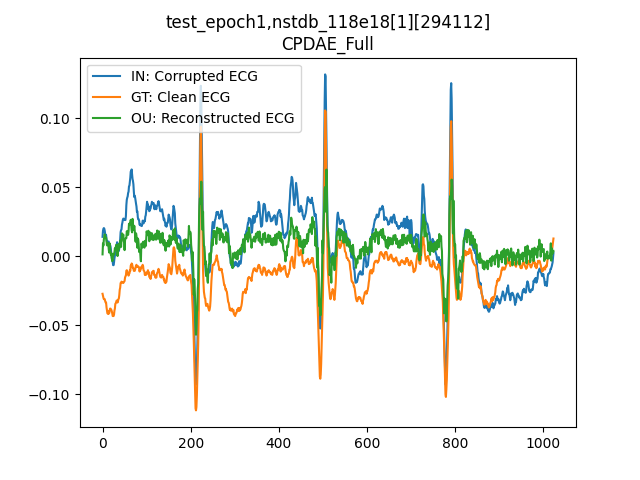 test_epoch1,nstdb_118e18[1][294112]
CPDAE_Full
IN: Corrupted ECG
GT: Clean ECG
OU: Reconstructed ECG
0.10
0.05
0.00
−0.05
−0.10
0 200 400 600 800 1000